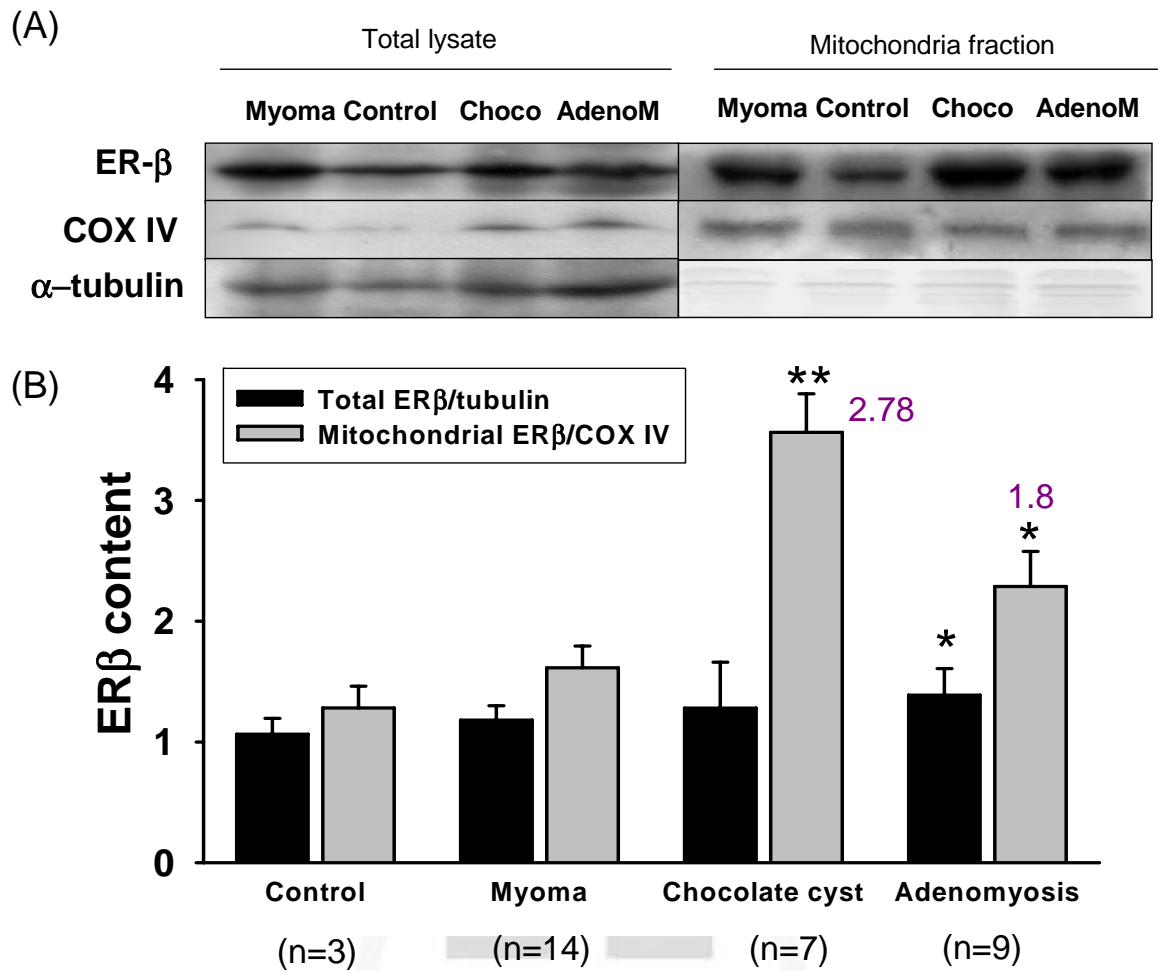 (A)
Total lysate
Mitochondria fraction
Myoma Control Choco AdenoM
Myoma Control Choco AdenoM
ER-β
COX IV
α–tubulin
(B)
4
3
2
1
0
ERβ content
Total ERβ/tubulin
Mitochondrial ERβ/COX IV
**
2.78
1.8
*
*
Control Myoma Chocolate cyst Adenomyosis
(n=3) (n=14) (n=7) (n=9)